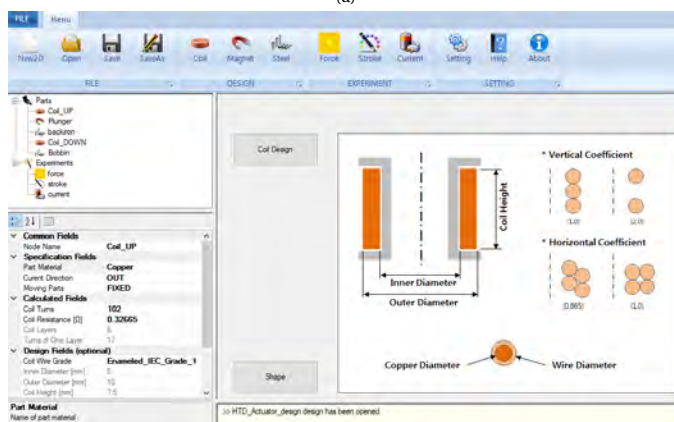 (a)
FILE Menu
New2D Open Save SaveAs Coil Magnet Steel Force Stroke Current Setting Help About
FILE DESIGN EXPERIMENT SETTING
Parts
Coil_UP
Plunger
backiron
Coil_DOWN
Bobbin
Experiments
force
stroke
current
Common Fields
Node Name Coil_UP
Specification Fields
Part Material Copper
Curent Direction OUT
Moving Parts FIXED
Calculated Fields
Coil Turns 102
Coil Resistance [Ω] 0.32665
Coil Layers 6
Turns of One Layer 17
Design Fields (optional)
Coil Wire Grade Enameled_IEC_Grade_1
Inner Diameter [mm] 5
Outer Diameter [mm] 10
Coil Height [mm] 7.5
Part Material
Name of part material
Coil Design
Shape
Coil Height
Inner Diameter
Outer Diameter
* Vertical Coefficient
(1.0) (2.0)
* Horizontal Coefficient
(0.865) (1.0)
Copper Diameter Wire Diameter
>> HTD_Actuator_design design has been opened